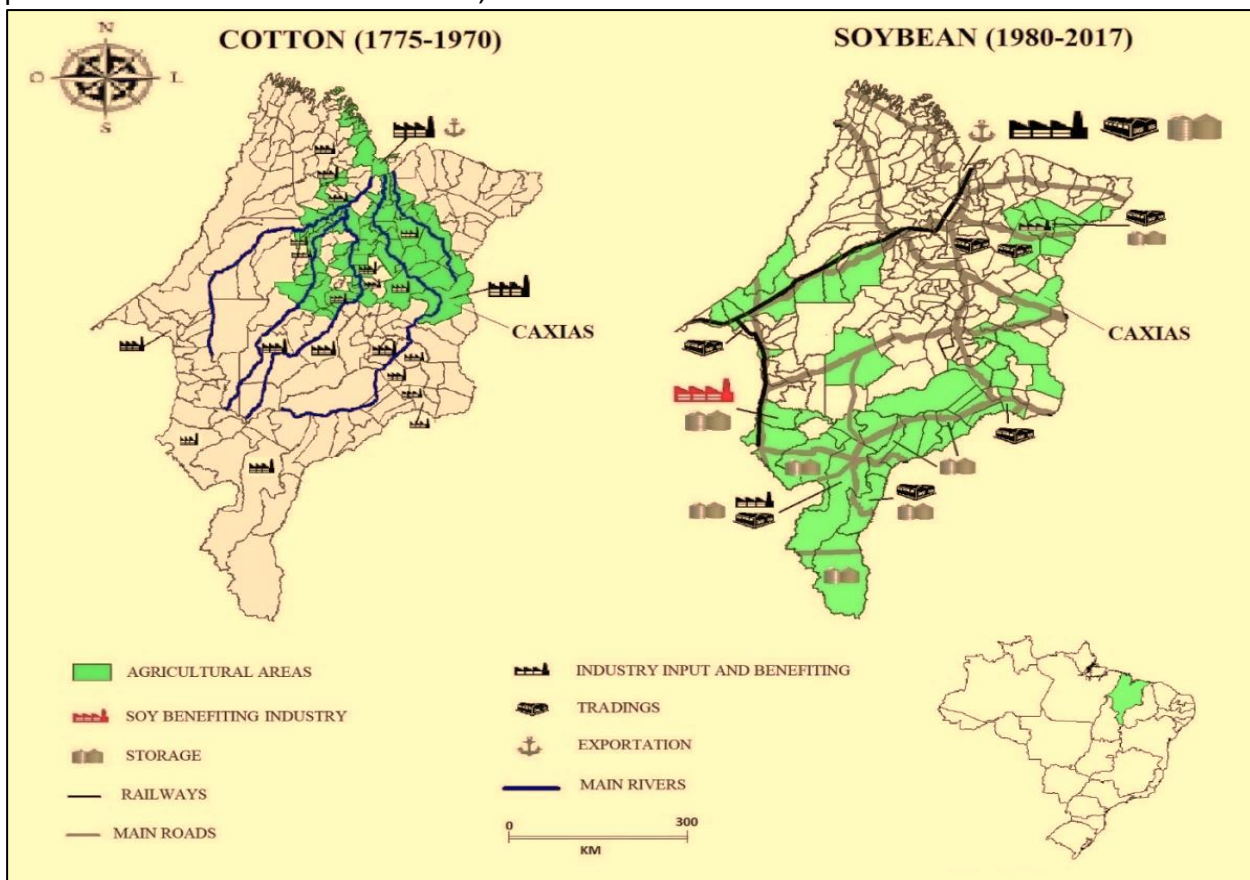 COTTON (1775-1970)
SOYBEAN (1980-2017)
N
O
L
S
CAXIAS
CAXIAS
AGRICULTURAL AREAS
SOY BENEFITING INDUSTRY
STORAGE
RAILWAYS
MAIN ROADS
INDUSTRY INPUT AND BENEFITING
TRADINGS
EXPORTATION
MAIN RIVERS
0
300
KM